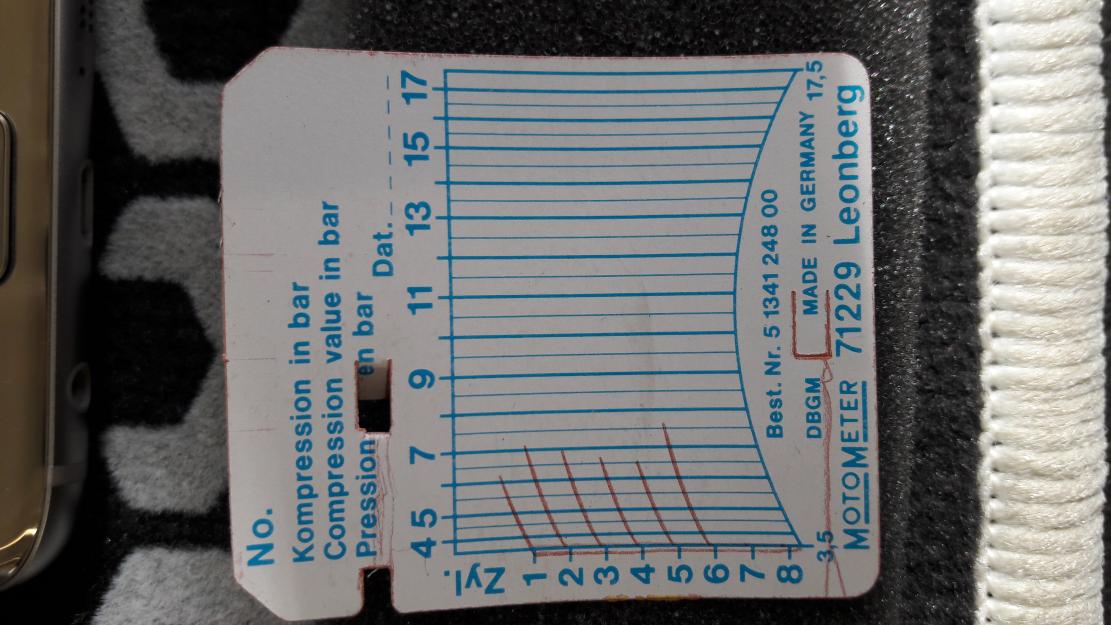 No.
Kompression in bar
Compression value in bar
Pression en bar Dat.
4 5 7 9 11 13 15 17
Zyl.
1
2
3
4
5
6
7
8
3,5
17,5
Best. Nr. 5 1341 248 00
DBGM MADE IN GERMANY
MOTOMETER 71229 Leonberg